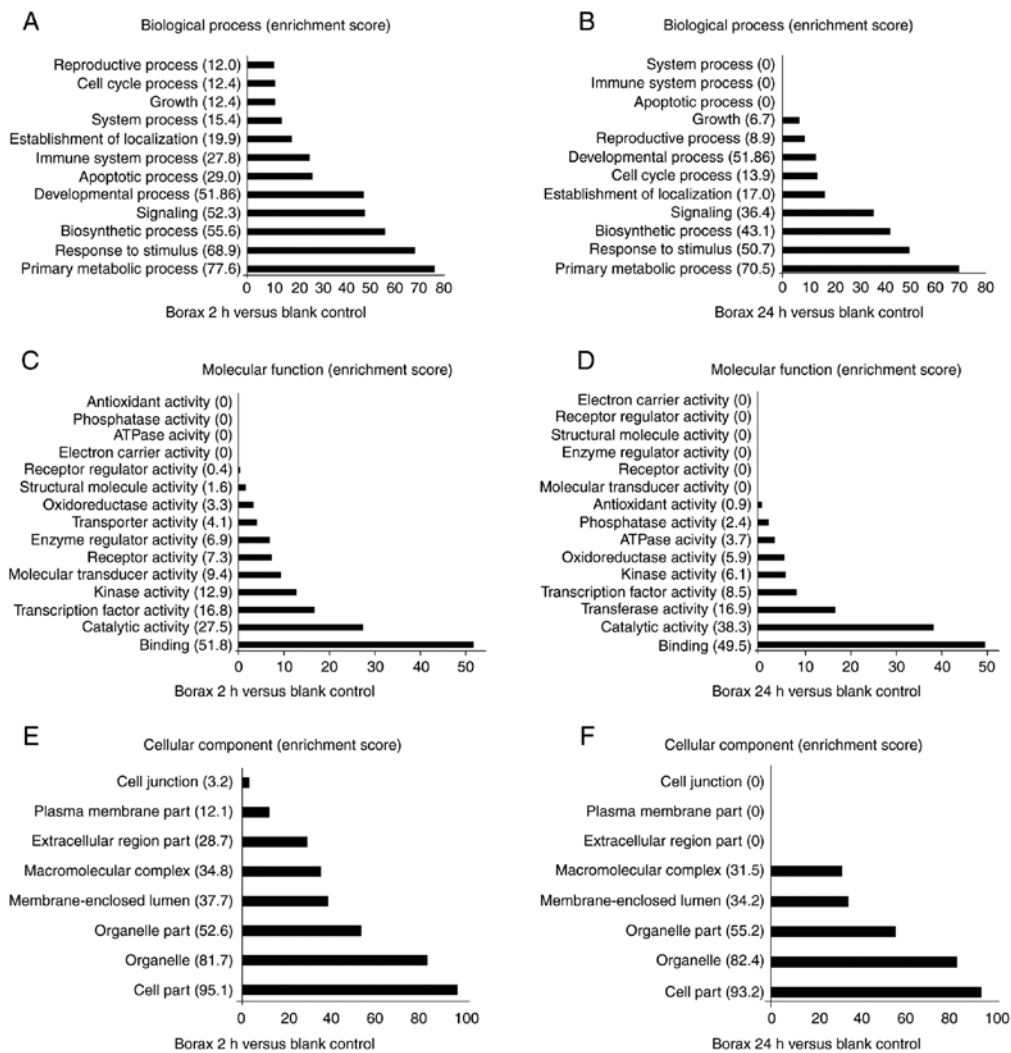 A
Biological process (enrichment score)
Reproductive process (12.0)
Cell cycle process (12.4)
Growth (12.4)
System process (15.4)
Establishment of localization (19.9)
Immune system process (27.8)
Apoptotic process (29.0)
Developmental process (51.86)
Signaling (52.3)
Biosynthetic process (55.6)
Response to stimulus (68.9)
Primary metabolic process (77.6)
0 10 20 30 40 50 60 70 80
Borax 2 h versus blank control
B
Biological process (enrichment score)
System process (0)
Immune system process (0)
Apoptotic process (0)
Growth (6.7)
Reproductive process (8.9)
Developmental process (51.86)
Cell cycle process (13.9)
Establishment of localization (17.0)
Signaling (36.4)
Biosynthetic process (43.1)
Response to stimulus (50.7)
Primary metabolic process (70.5)
0 10 20 30 40 50 60 70 80
Borax 24 h versus blank control
C
Molecular function (enrichment score)
Antioxidant activity (0)
Phosphatase activity (0)
ATPase activity (0)
Electron carrier activity (0)
Receptor regulator activity (0.4)
Structural molecule activity (1.6)
Oxidoreductase activity (3.3)
Transporter activity (4.1)
Enzyme regulator activity (6.9)
Receptor activity (7.3)
Molecular transducer activity (9.4)
Kinase activity (12.9)
Transcription factor activity (16.8)
Catalytic activity (27.5)
Binding (51.8)
0 10 20 30 40 50
Borax 2 h versus blank control
D
Molecular function (enrichment score)
Electron carrier activity (0)
Receptor regulator activity (0)
Structural molecule activity (0)
Enzyme regulator activity (0)
Receptor activity (0)
Molecular transducer activity (0)
Antioxidant activity (0.9)
Phosphatase activity (2.4)
ATPase acivity (3.7)
Oxidoreductase activity (5.9)
Kinase activity (6.1)
Transcription factor activity (8.5)
Transferase activity (16.9)
Catalytic activity (38.3)
Binding (49.5)
0 10 20 30 40 50
Borax 24 h versus blank control
E
Cellular component (enrichment score)
Cell junction (3.2)
Plasma membrane part (12.1)
Extracellular region part (28.7)
Macromolecular complex (34.8)
Membrane-enclosed lumen (37.7)
Organelle part (52.6)
Organelle (81.7)
Cell part (95.1)
0 20 40 60 80 100
Borax 2 h versus blank control
F
Cellular component (enrichment score)
Cell junction (0)
Plasma membrane part (0)
Extracellular region part (0)
Macromolecular complex (31.5)
Membrane-enclosed lumen (34.2)
Organelle part (55.2)
Organelle (82.4)
Cell part (93.2)
0 20 40 60 80 100
Borax 24 h versus blank control